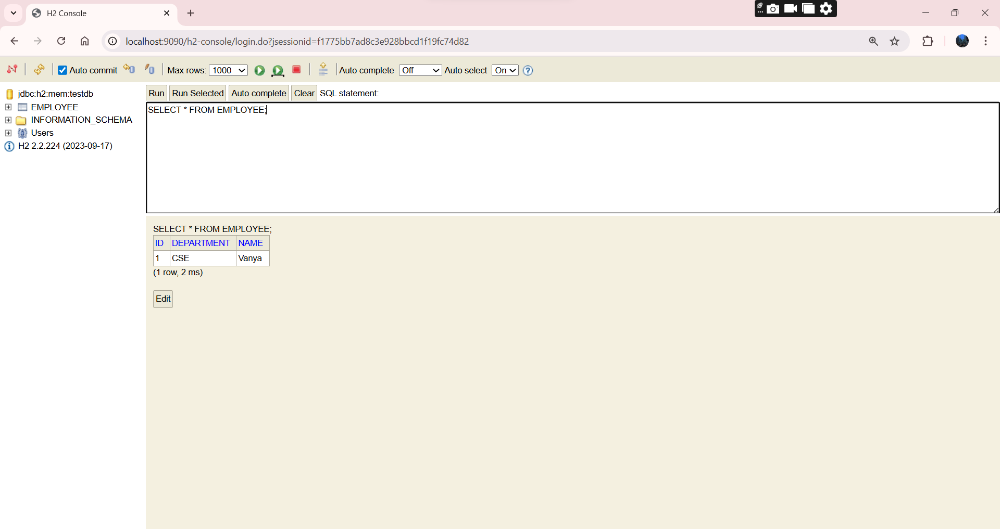 H2 Console
localhost:9090/h2-console/login.do?jsessionid=f1775bb7ad8c3e928bbcd1f19fc74d82
Auto commit Max rows: 1000 Auto complete Off Auto select On
jdbc:h2:mem:testdb
EMPLOYEE
INFORMATION_SCHEMA
Users
H2 2.2.224 (2023-09-17)
Run Run Selected Auto complete Clear SQL statement:
SELECT * FROM EMPLOYEE;
SELECT * FROM EMPLOYEE;
ID DEPARTMENT NAME
1 CSE Vanya
(1 row, 2 ms)
Edit